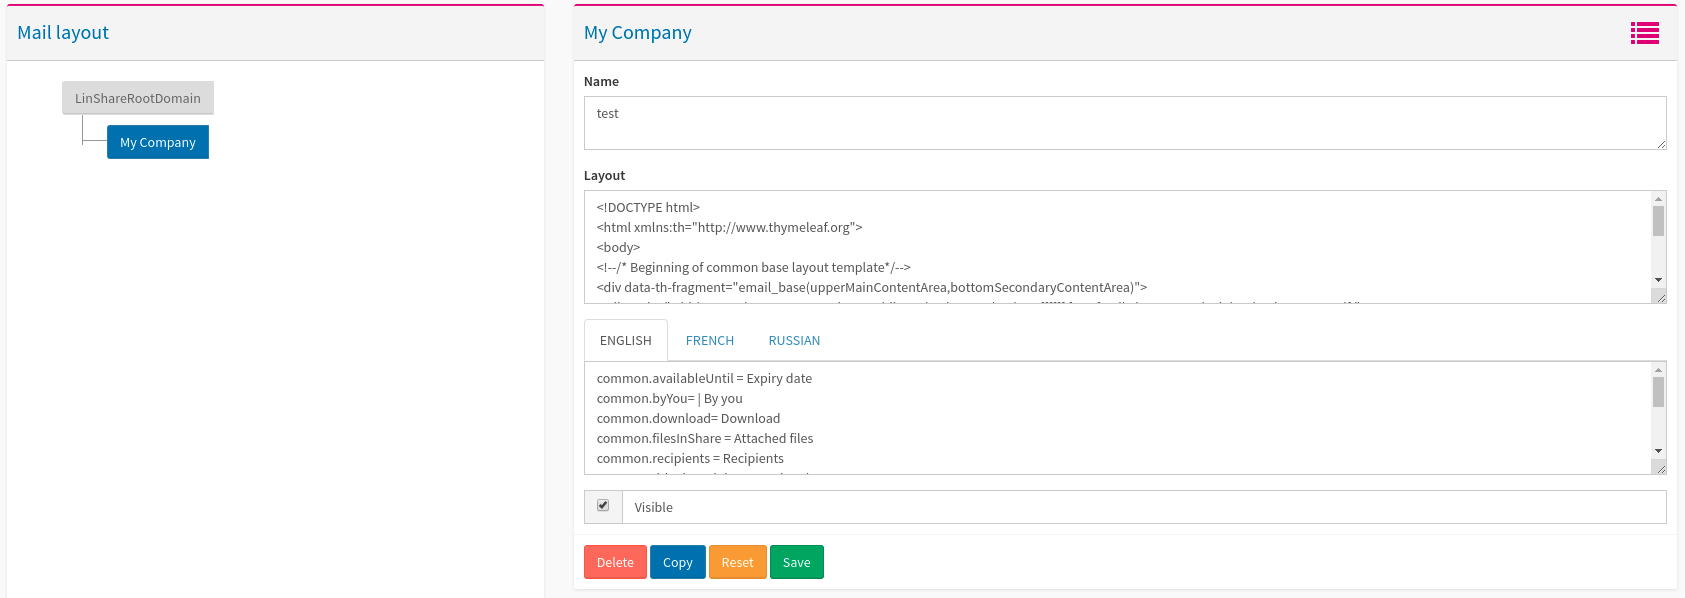 Mail layout
LinShareRootDomain
My Company
My Company
Name
test
Layout
<!DOCTYPE html>
<html xmlns:th="http://www.thymeleaf.org">
<body>
<!--/* Beginning of common base layout template*/-->
<div data-th-fragment="email_base(upperMainContentArea,bottomSecondaryContentArea)">
ENGLISH FRENCH RUSSIAN
common.availableUntil = Expiry date
common.byYou= | By you
common.download= Download
common.filesInShare = Attached files
common.recipients = Recipients
Visible
Delete Copy Reset Save